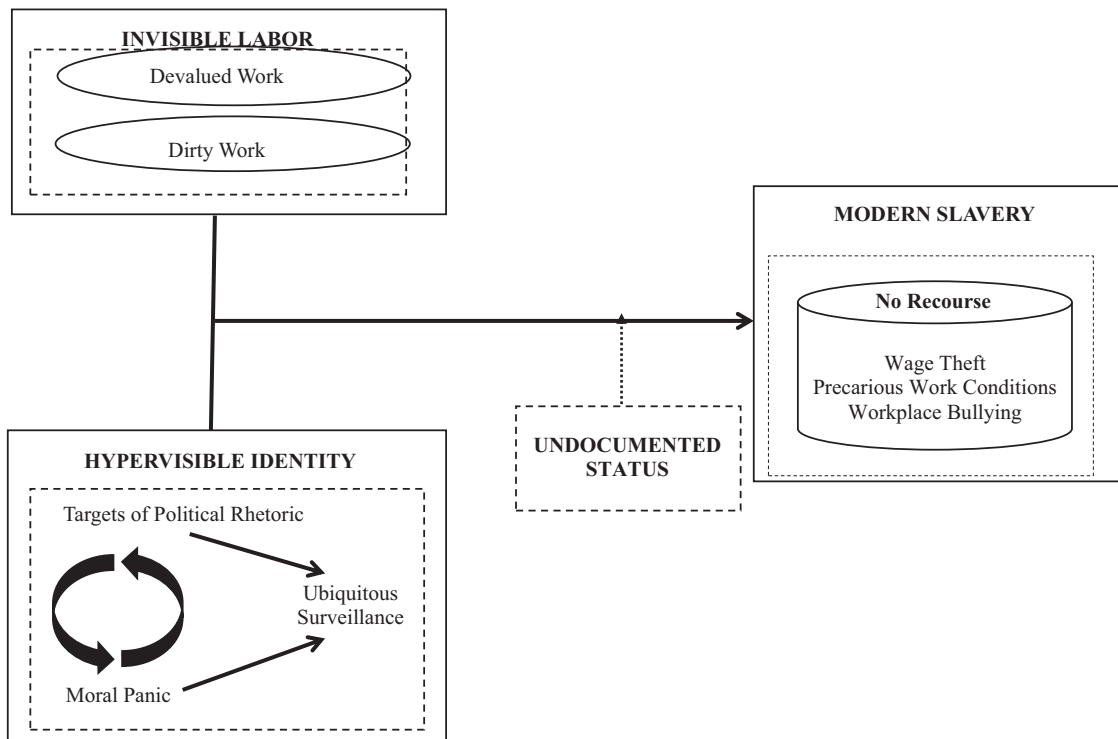 INVISIBLE LABOR
Devalued Work
Dirty Work
MODERN SLAVERY
No Recourse
Wage Theft
Precarious Work Conditions
Workplace Bullying
UNDOCUMENTED
STATUS
HYPERVISIBLE IDENTITY
Targets of Political Rhetoric
Ubiquitous
Surveillance
Moral Panic